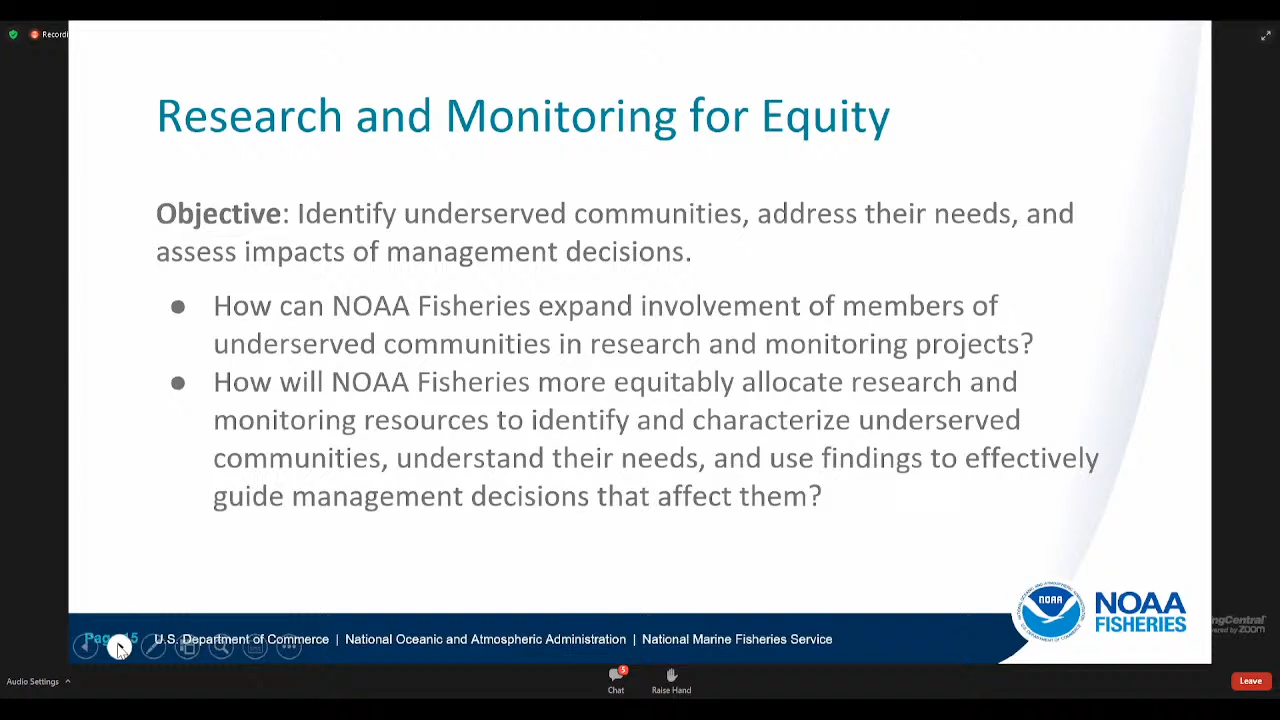 Recordi
Research and Monitoring for Equity
Objective: Identify underserved communities, address their needs, and
assess impacts of management decisions.
● How can NOAA Fisheries expand involvement of members of
underserved communities in research and monitoring projects?
● How will NOAA Fisheries more equitably allocate research and
monitoring resources to identify and characterize underserved
communities, understand their needs, and use findings to effectively
guide management decisions that affect them?
NOAA
NOAA
FISHERIES
ngCentral
U.S. Department of Commerce | National Oceanic and Atmospheric Administration | National Marine Fisheries Service
Audio Settings
5
Chat
Raise Hand
Leave